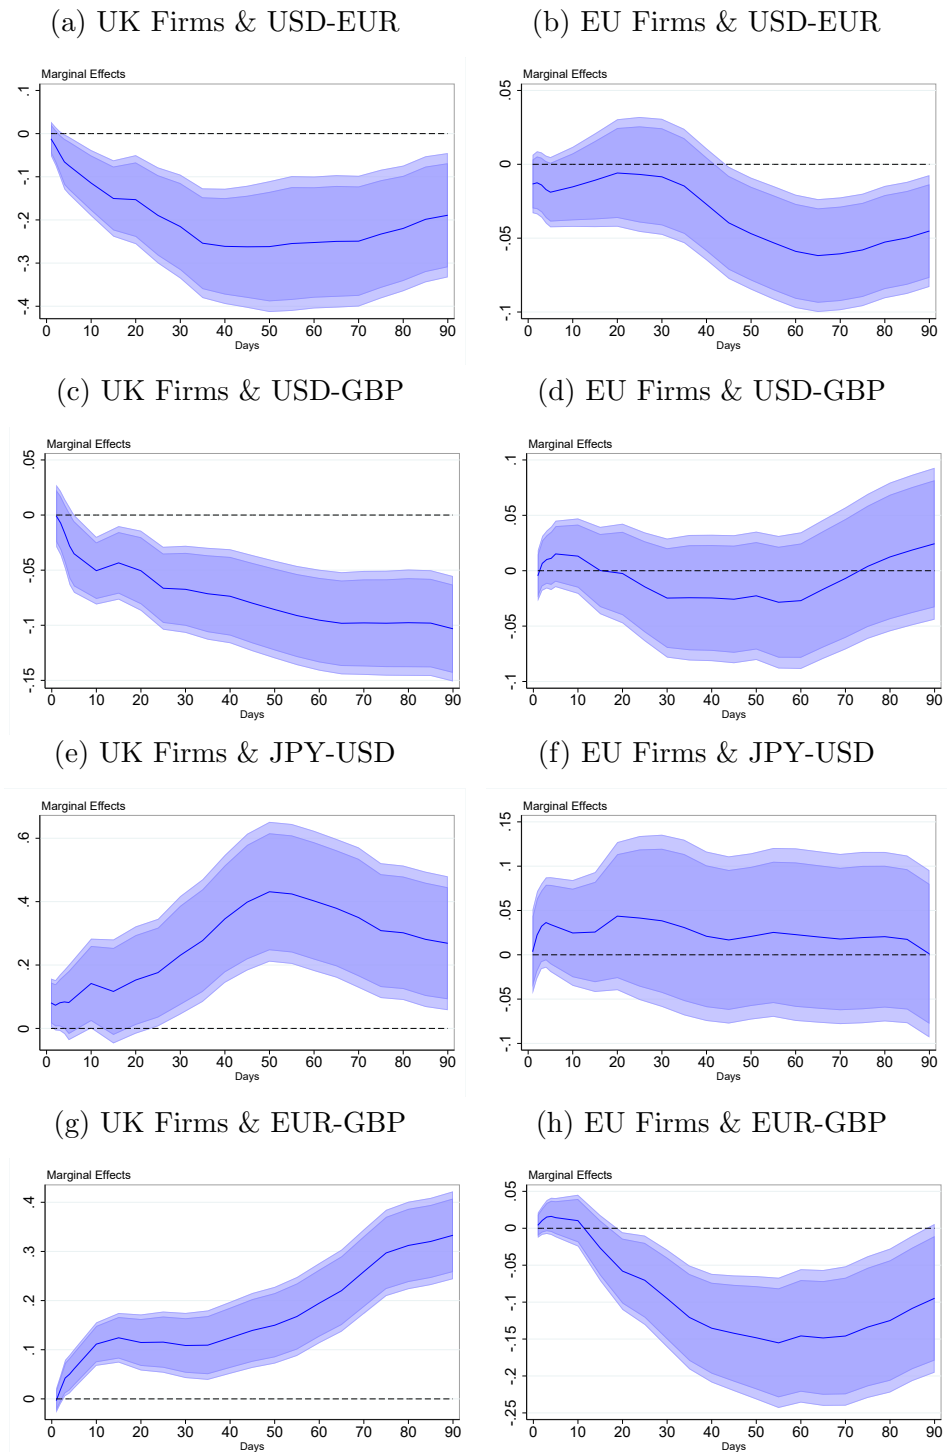 (a) UK Firms & USD-EUR
(b) EU Firms & USD-EUR
Marginal Effects
.1
0
-.1
-.2
-.3
-.4
0 10 20 30 40 50 60 70 80 90
Days
Marginal Effects
.05
0
-.05
-.1
0 10 20 30 40 50 60 70 80 90
Days
(c) UK Firms & USD-GBP
(d) EU Firms & USD-GBP
Marginal Effects
.05
0
-.05
-.1
-.15
0 10 20 30 40 50 60 70 80 90
Days
Marginal Effects
.1
.05
0
-.05
-.1
0 10 20 30 40 50 60 70 80 90
Days
(e) UK Firms & JPY-USD
(f) EU Firms & JPY-USD
Marginal Effects
.6
.4
.2
0
0 10 20 30 40 50 60 70 80 90
Days
Marginal Effects
.15
.1
.05
0
-.05
-.1
0 10 20 30 40 50 60 70 80 90
Days
(g) UK Firms & EUR-GBP
(h) EU Firms & EUR-GBP
Marginal Effects
.4
.3
.2
.1
0
0 10 20 30 40 50 60 70 80 90
Days
Marginal Effects
.05
0
-.05
-.1
-.15
-.2
-.25
0 10 20 30 40 50 60 70 80 90
Days